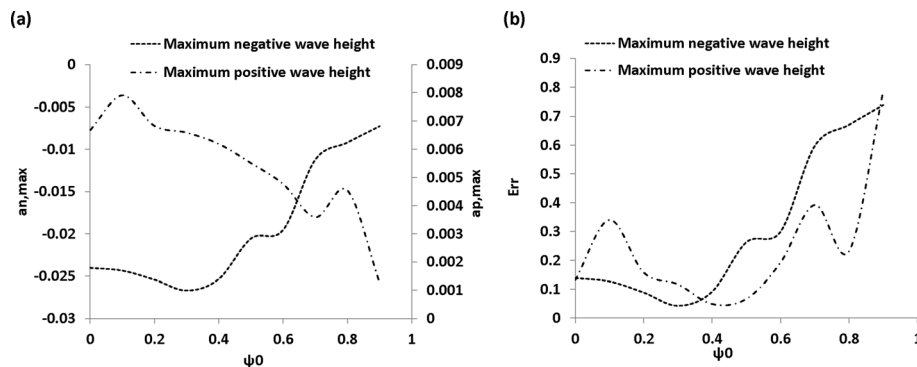 (a)
Maximum negative wave height
Maximum positive wave height
0
-0.005
-0.01
-0.015
-0.02
-0.025
-0.03
an,max
0.009
0.008
0.007
0.006
0.005
0.004
0.003
0.002
0.001
0
ap,max
0 0.2 0.4 0.6 0.8 1
ψ0
(b)
Maximum negative wave height
Maximum positive wave height
0.9
0.8
0.7
0.6
0.5
0.4
0.3
0.2
0.1
0
Err
0 0.2 0.4 0.6 0.8 1
ψ0